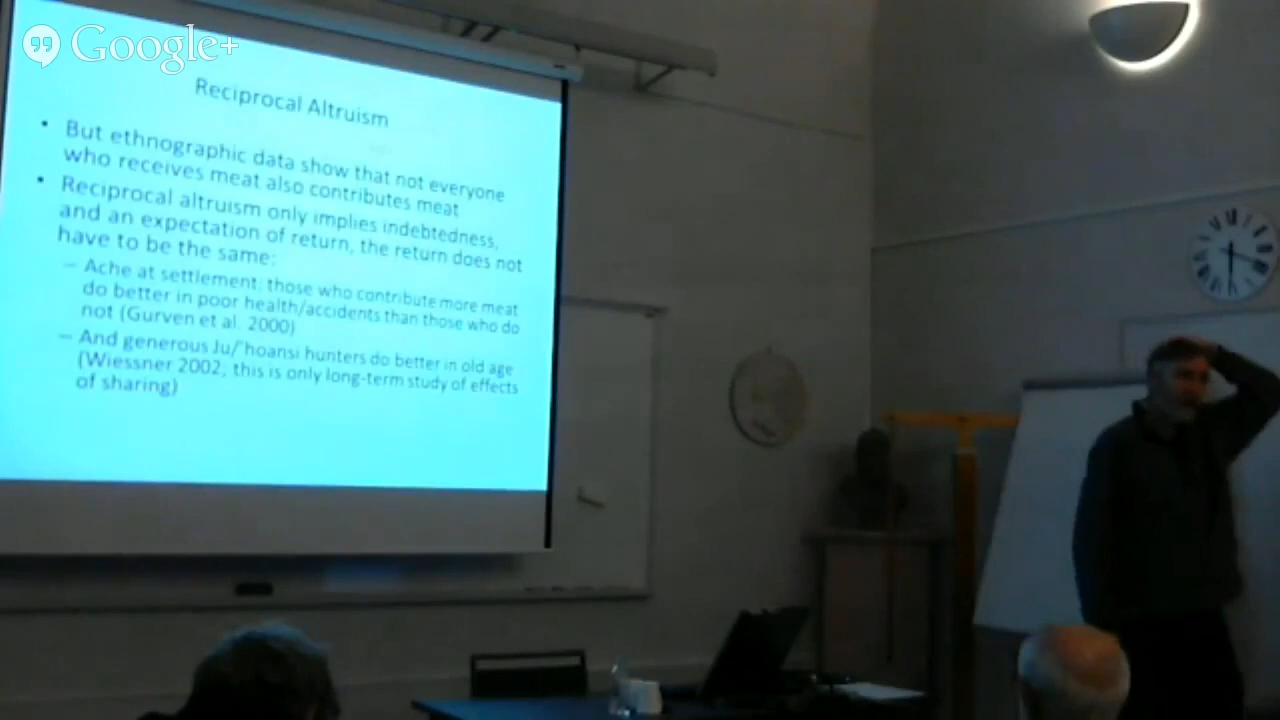 Google+
Reciprocal Altruism
• But ethnographic data show that not everyone
who receives meat also contributes meat
• Reciprocal altruism only implies indebtedness,
and an expectation of return, the return does not
have to be the same:
– Ache at settlement: those who contribute more meat
do better in poor health/accidents than those who do
not (Gurven et al. 2000)
– And generous Ju/'hoansi hunters do better in old age
(Wiessner 2002, this is only long-term study of effects
of sharing)